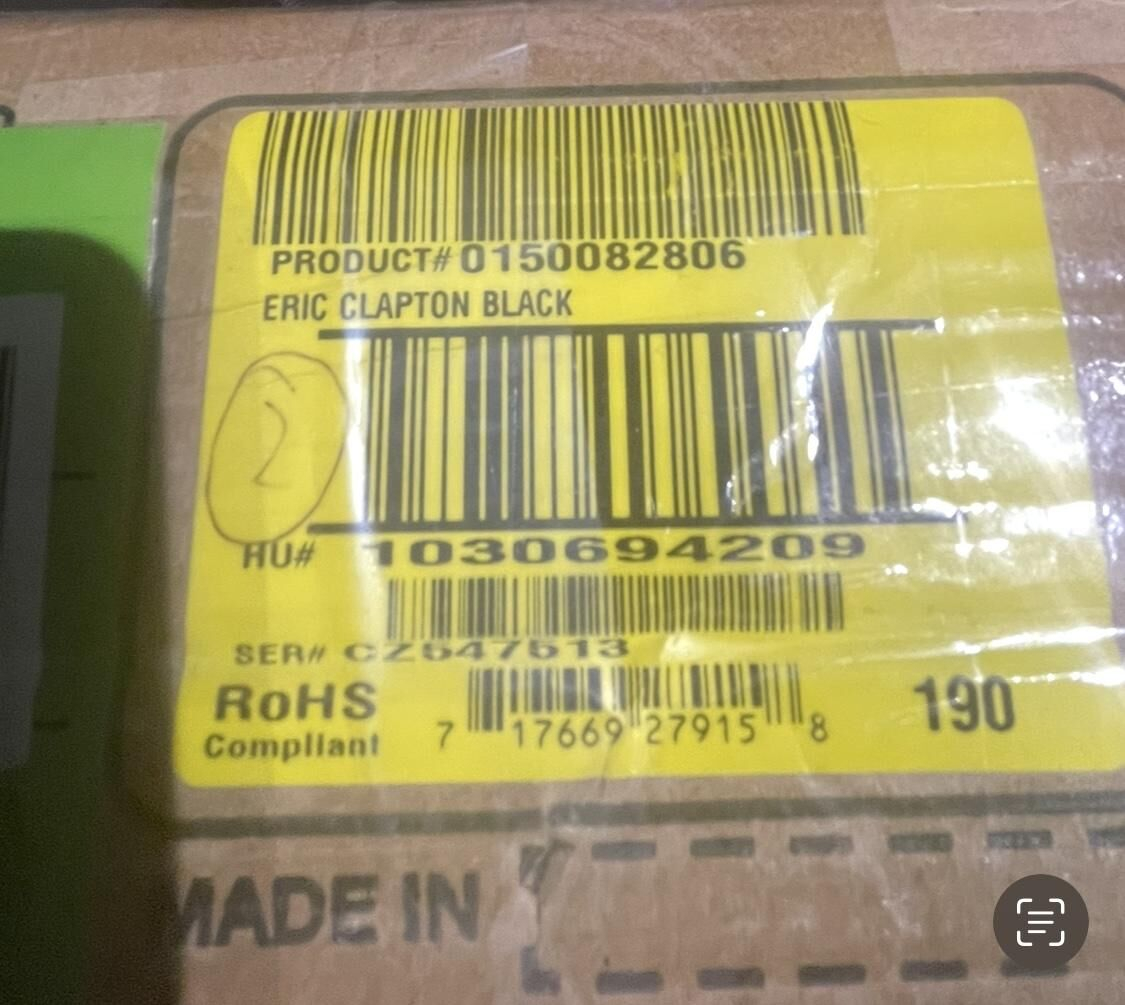 PRODUCT# 0150082806
ERIC CLAPTON BLACK
2
HU# 1030694209
SER# CZ547513
RoHS
Compliant
7 17669 27915 8
190
MADE IN